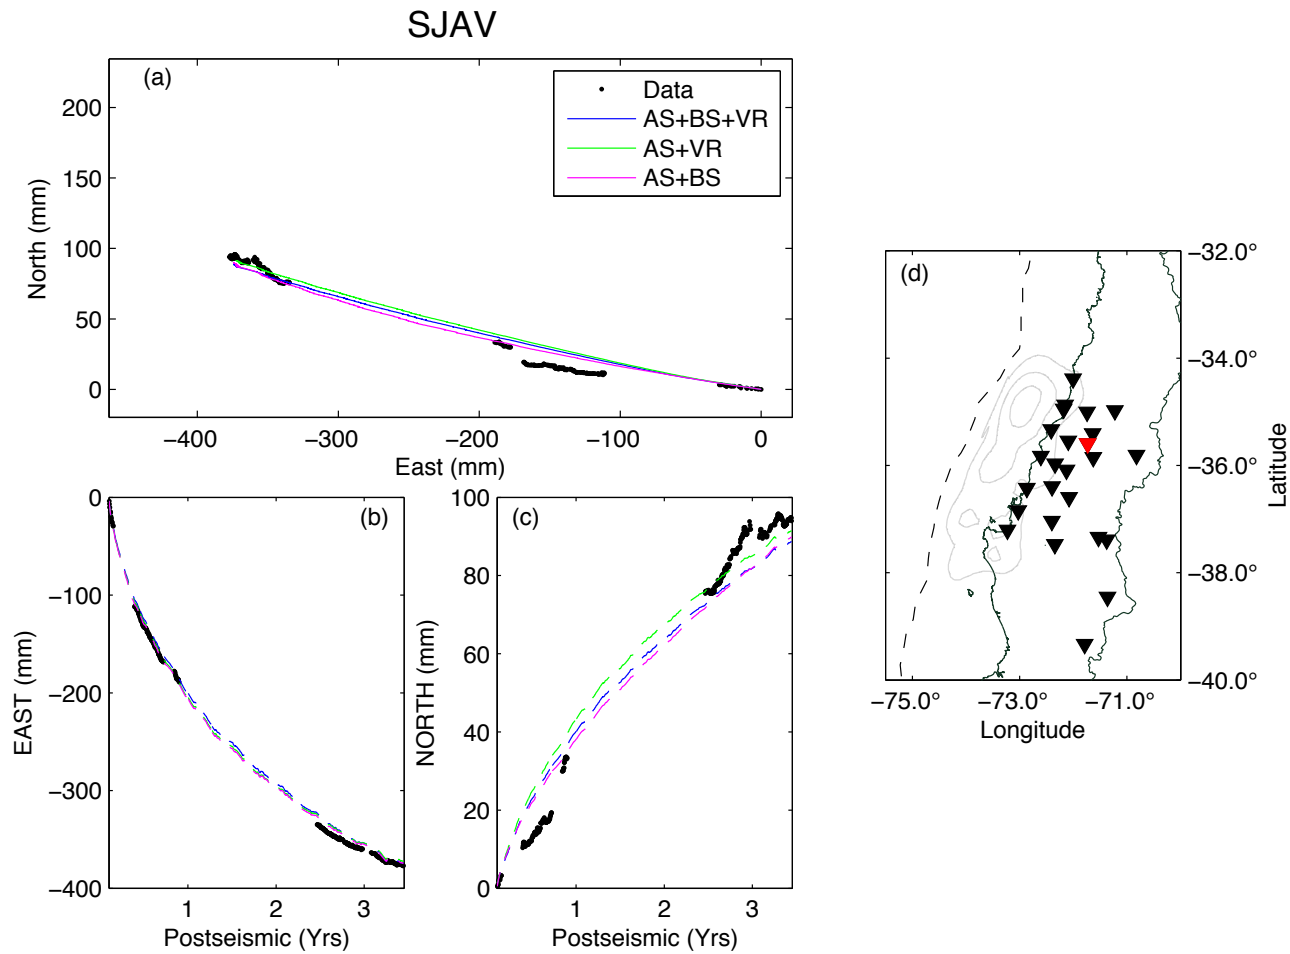 SJAV
(a)
Data
AS+BS+VR
AS+VR
AS+BS
200
150
100
50
0
North (mm)
−400
−300
−200
−100
0
East (mm)
(b)
0
−100
−200
−300
−400
EAST (mm)
1
2
3
Postseismic (Yrs)
(c)
100
80
60
40
20
0
NORTH (mm)
1
2
3
Postseismic (Yrs)
(d)
−32.0°
−34.0°
−36.0°
−38.0°
−40.0°
Latitude
−75.0°
−73.0°
−71.0°
Longitude